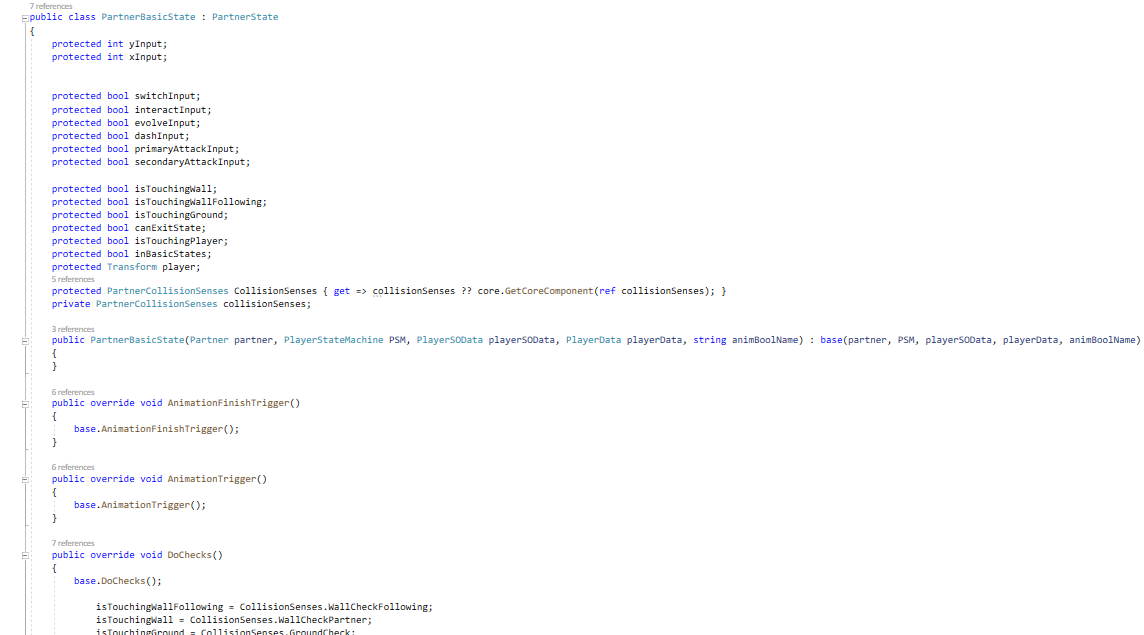 7 references
public class PartnerBasicState : PartnerState
{
protected int yInput;
protected int xInput;
protected bool switchInput;
protected bool interactInput;
protected bool evolveInput;
protected bool dashInput;
protected bool primaryAttackInput;
protected bool secondaryAttackInput;
protected bool isTouchingWall;
protected bool isTouchingWallFollowing;
protected bool isTouchingGround;
protected bool canExitState;
protected bool isTouchingPlayer;
protected bool inBasicStates;
protected Transform player;
5 references
protected PartnerCollisionSenses CollisionSenses { get => collisionSenses ?? core.GetCoreComponent(ref collisionSenses); }
private PartnerCollisionSenses collisionSenses;
3 references
public PartnerBasicState(Partner partner, PlayerStateMachine PSM, PlayerSOData playerSOData, PlayerData playerData, string animBoolName) : base(partner, PSM, playerSOData, playerData, animBoolName)
{
}
6 references
public override void AnimationFinishTrigger()
{
base.AnimationFinishTrigger();
}
6 references
public override void AnimationTrigger()
{
base.AnimationTrigger();
}
7 references
public override void DoChecks()
{
base.DoChecks();
isTouchingWallFollowing = CollisionSenses.WallCheckFollowing;
isTouchingWall = CollisionSenses.WallCheckPartner;
isTouchingGround = CollisionSenses.GroundCheck;